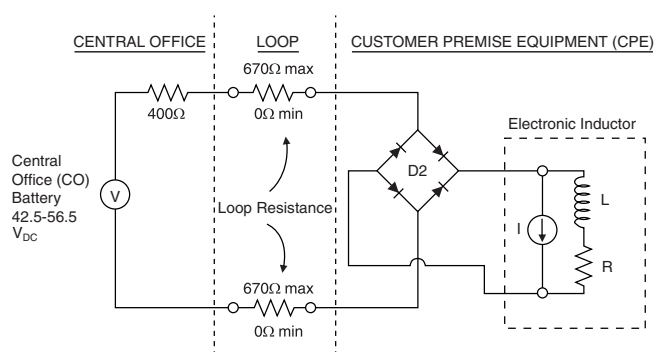 CENTRAL OFFICE
LOOP
CUSTOMER PREMISE EQUIPMENT (CPE)
670Ω max
400Ω
0Ω min
Electronic Inductor
D2
Central
Office (CO)
Battery
42.5-56.5
VDC
V
Loop Resistance
I
L
R
670Ω max
0Ω min